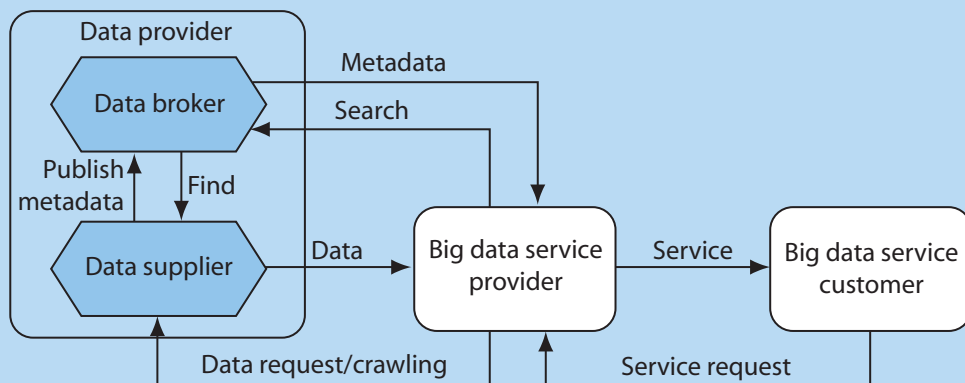 Data provider
Data broker
Metadata
Search
Publish
metadata
Find
Data supplier
Data
Big data service
provider
Service
Big data service
customer
Data request/crawling
Service request